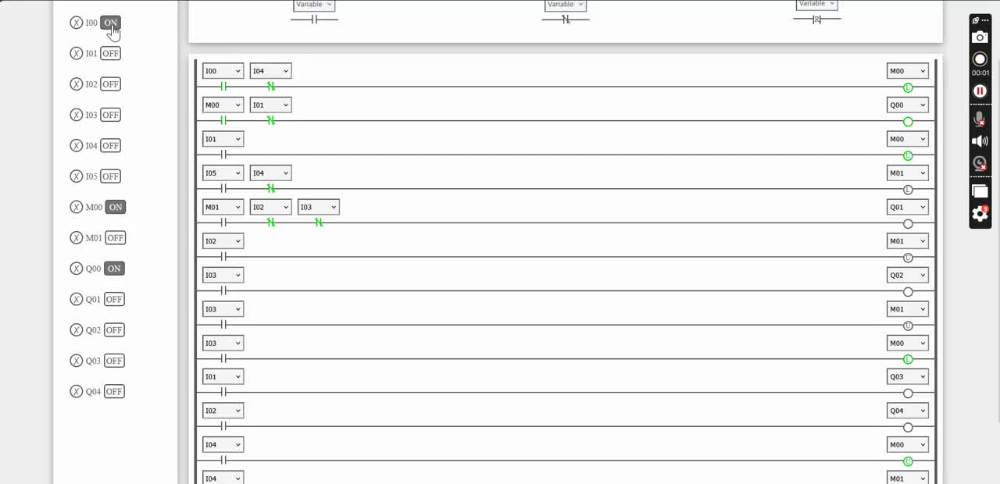 Variable Variable Variable
R
I00 ON
I01 OFF
I02 OFF
I03 OFF
I04 OFF
I05 OFF
M00 ON
M01 OFF
Q00 ON
Q01 OFF
Q02 OFF
Q03 OFF
Q04 OFF
I00 I04 M00
L
M00 I01 Q00
I01 M00
U
I05 I04 M01
L
M01 I02 I03 Q01
I02 M01
U
I03 Q02
I03 M01
U
I03 M00
L
I01 Q03
I02 Q04
I04 M00
U
I04 M01
00:01
5